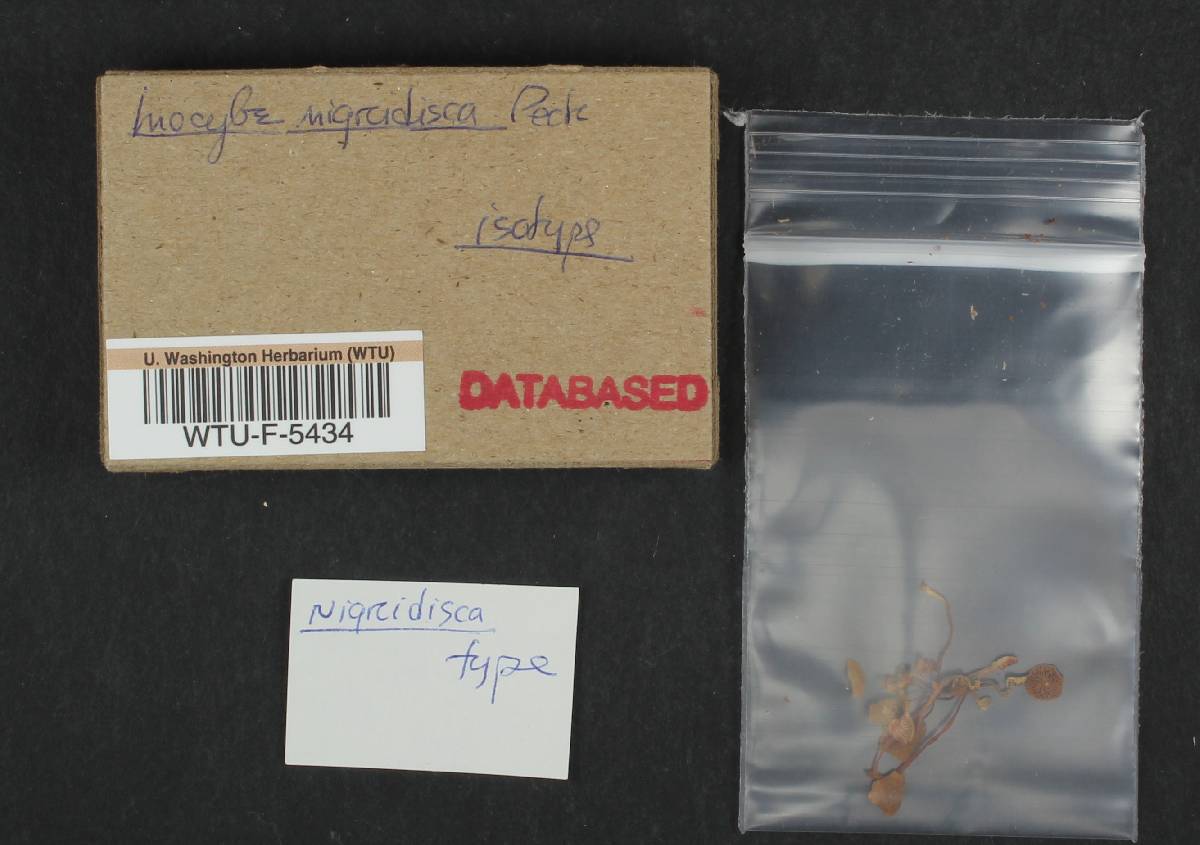 Inocybe nigridisca Peck
isotype
U. Washington Herbarium (WTU)
WTU-F-5434
DATABASED
Nigridisca
type